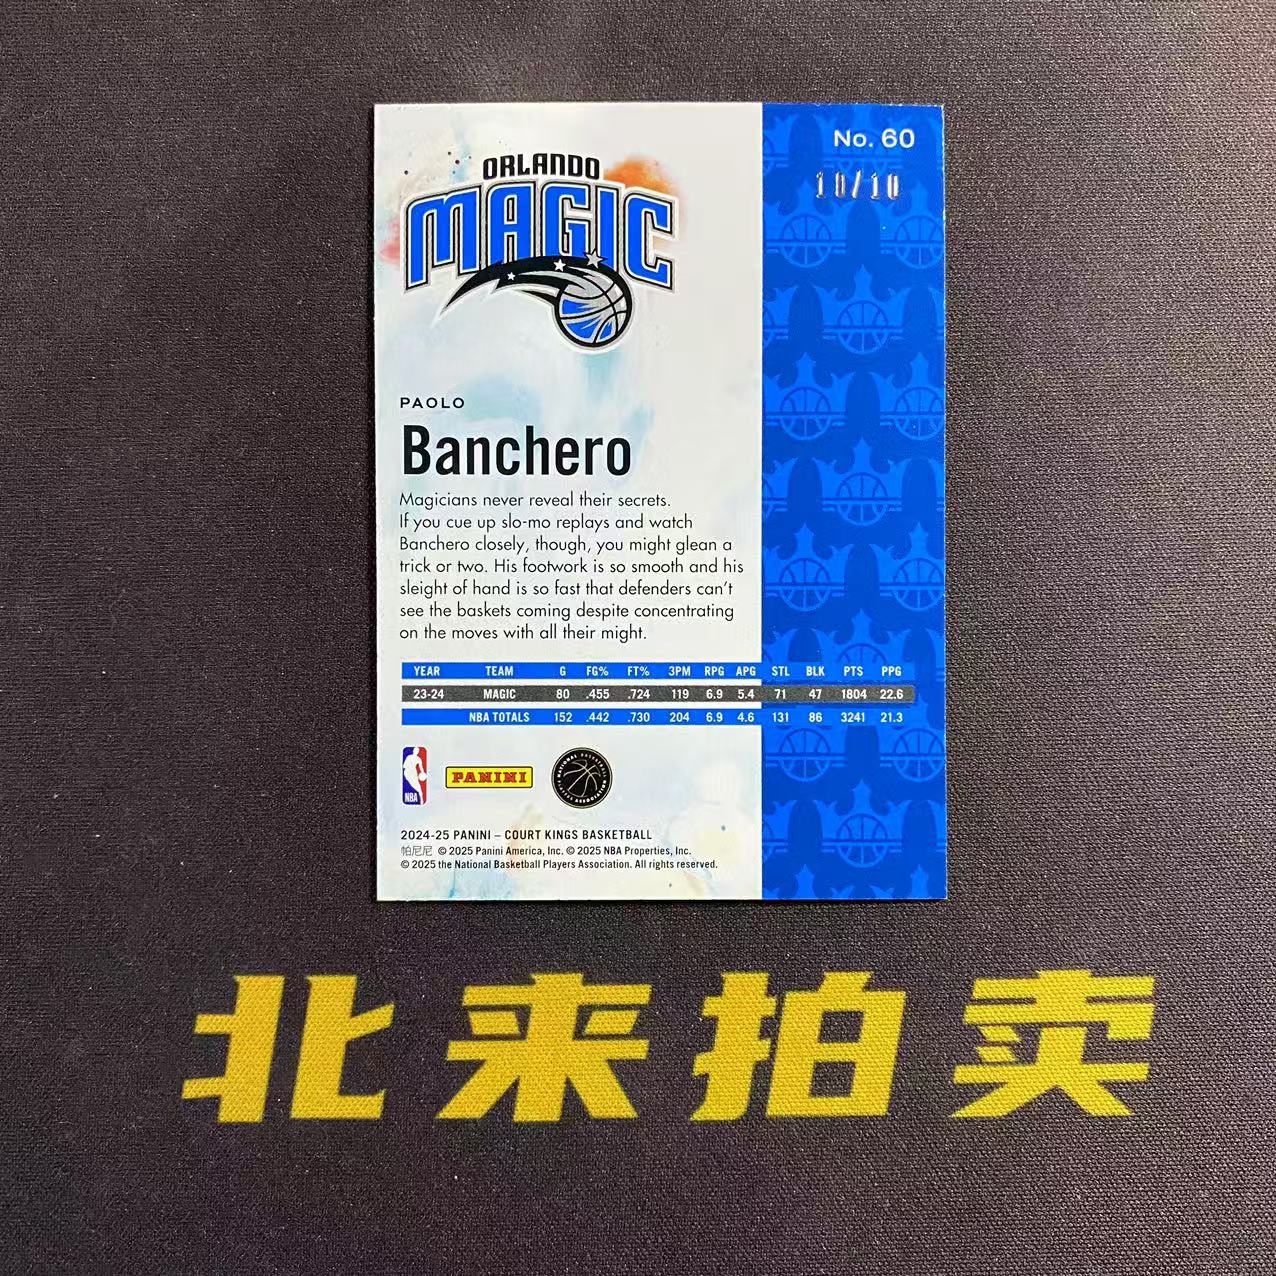 No. 60
10/10
ORLANDO
MAGIC
PAOLO
Banchero
Magicians never reveal their secrets.
If you cue up slo-mo replays and watch
Banchero closely, though, you might glean a
trick or two. His footwork is so smooth and his
sleight of hand is so fast that defenders can't
see the baskets coming despite concentrating
on the moves with all their might.
YEAR TEAM G FG% FT% 3PM RPG APG STL BLK PTS PPG
23-24 MAGIC 80 .455 .724 119 6.9 5.4 71 47 1804 22.6
NBA TOTALS 152 .442 .730 204 6.9 4.6 131 86 3241 21.3
NBA
PANINI
NATIONAL BASKETBALL
PLAYERS ASSOCIATION
2024-25 PANINI – COURT KINGS BASKETBALL
帕尼尼 © 2025 Panini America, Inc. © 2025 NBA Properties, Inc.
© 2025 the National Basketball Players Association. All rights reserved.
北来拍卖